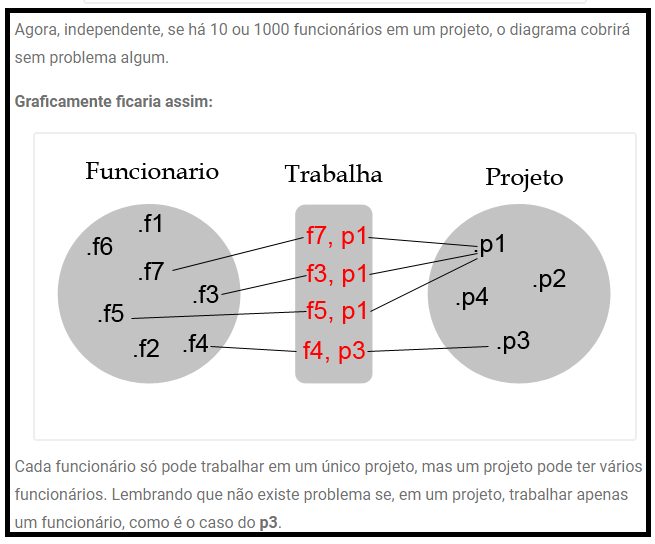 Agora, independente, se há 10 ou 1000 funcionários em um projeto, o diagrama cobrirá
sem problema algum.
Graficamente ficaria assim:
Funcionario
Trabalha
Projeto
.f1
.f6
.f7
.f3
.f5
.f2
.f4
f7, p1
f3, p1
f5, p1
f4, p3
.p1
.p2
.p4
.p3
Cada funcionário só pode trabalhar em um único projeto, mas um projeto pode ter vários
funcionários. Lembrando que não existe problema se, em um projeto, trabalhar apenas
um funcionário, como é o caso do p3.